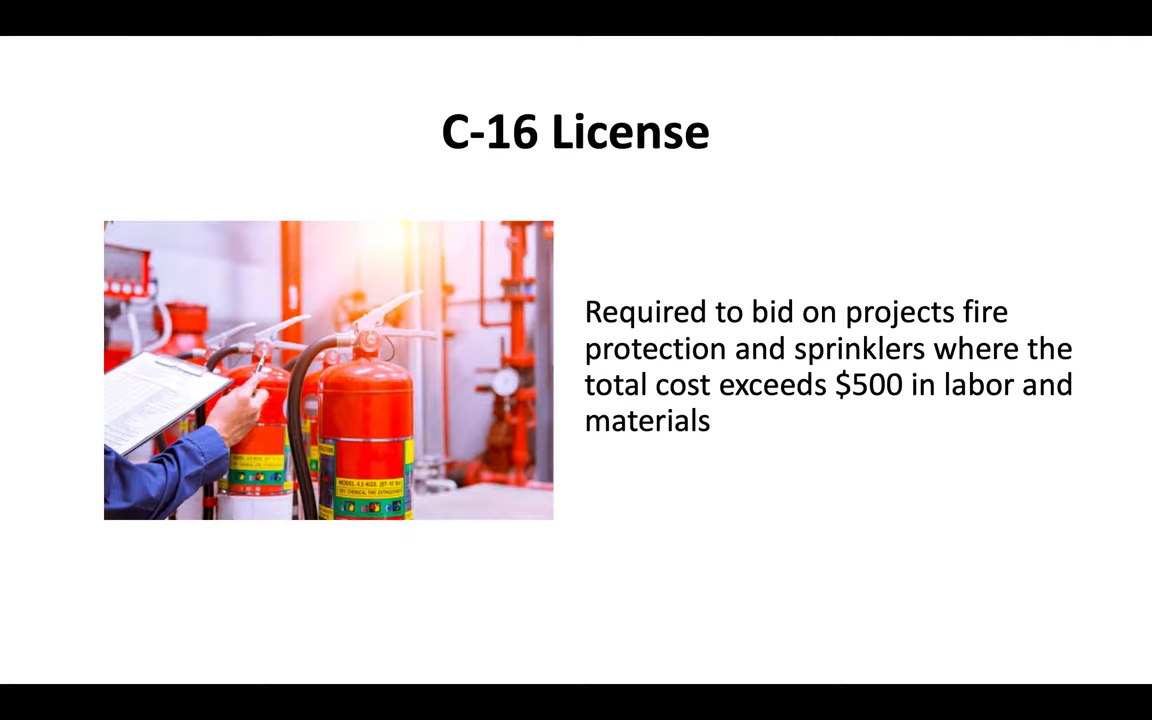 C-16 License
Required to bid on projects fire
protection and sprinklers where the
total cost exceeds $500 in labor and
materials